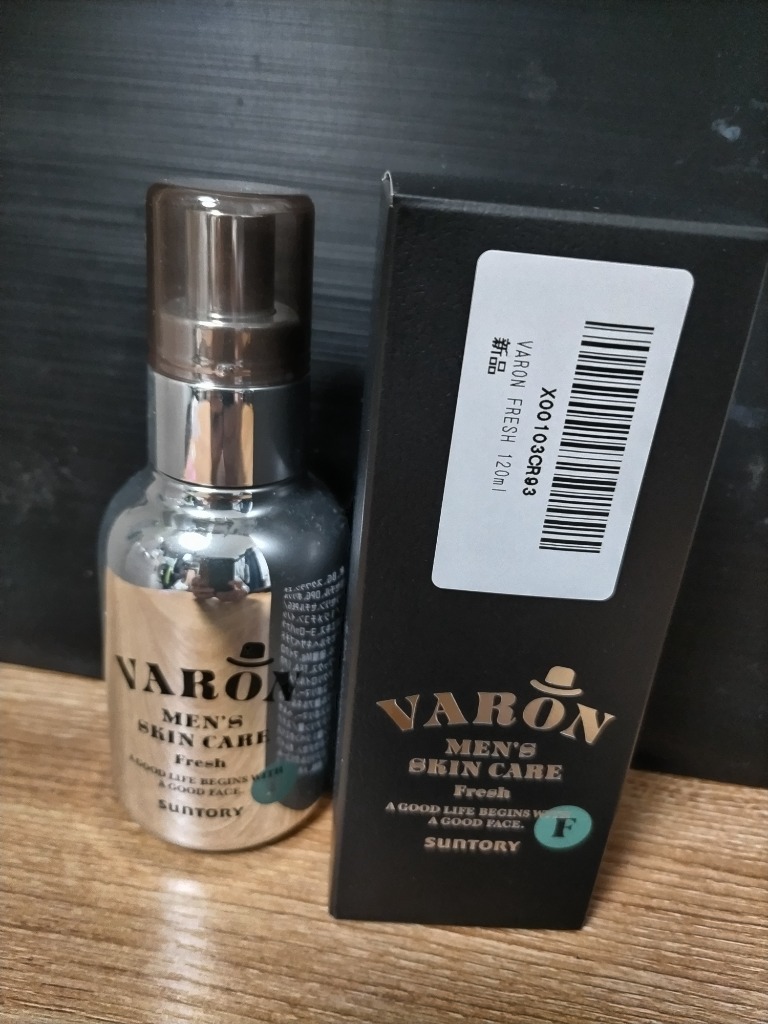 VARON
MEN'S
SKIN CARE
Fresh
A GOOD LIFE BEGINS WITH
A GOOD FACE.
SUNTORY
X00103CR93
VARON FRESH 120ml
新品
VARON
MEN'S
SKIN CARE
Fresh
A GOOD LIFE BEGINS WITH
A GOOD FACE.
F
SUNTORY